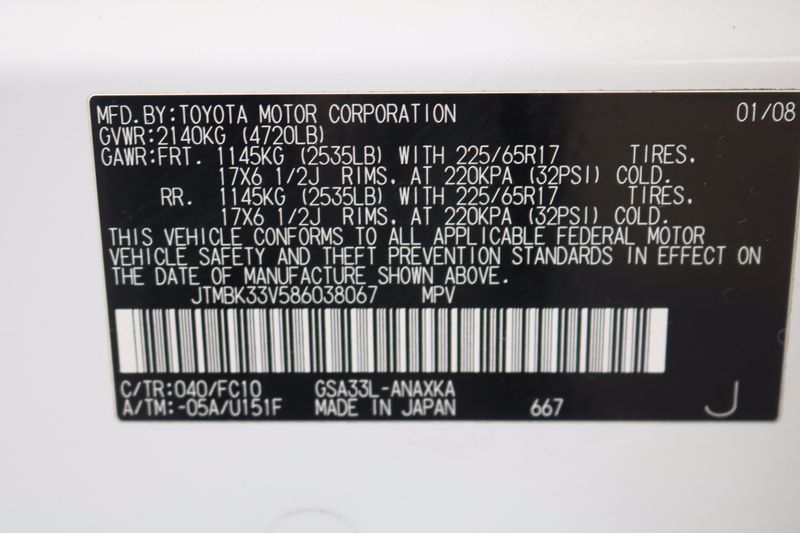 MFD.BY:TOYOTA MOTOR CORPORATION 01/08
GVWR:2140KG (4720LB)
GAWR:FRT. 1145KG (2535LB) WITH 225/65R17 TIRES,
17X6 1/2J RIMS, AT 220KPA (32PSI) COLD.
RR. 1145KG (2535LB) WITH 225/65R17 TIRES,
17X6 1/2J RIMS, AT 220KPA (32PSI) COLD.
THIS VEHICLE CONFORMS TO ALL APPLICABLE FEDERAL MOTOR
VEHICLE SAFETY AND THEFT PREVENTION STANDARDS IN EFFECT ON
THE DATE OF MANUFACTURE SHOWN ABOVE.
JTMBK33V586038067 MPV
C/TR:040/FC10 GSA33L-ANAXKA
A/TM:-05A/U151F MADE IN JAPAN 667 J